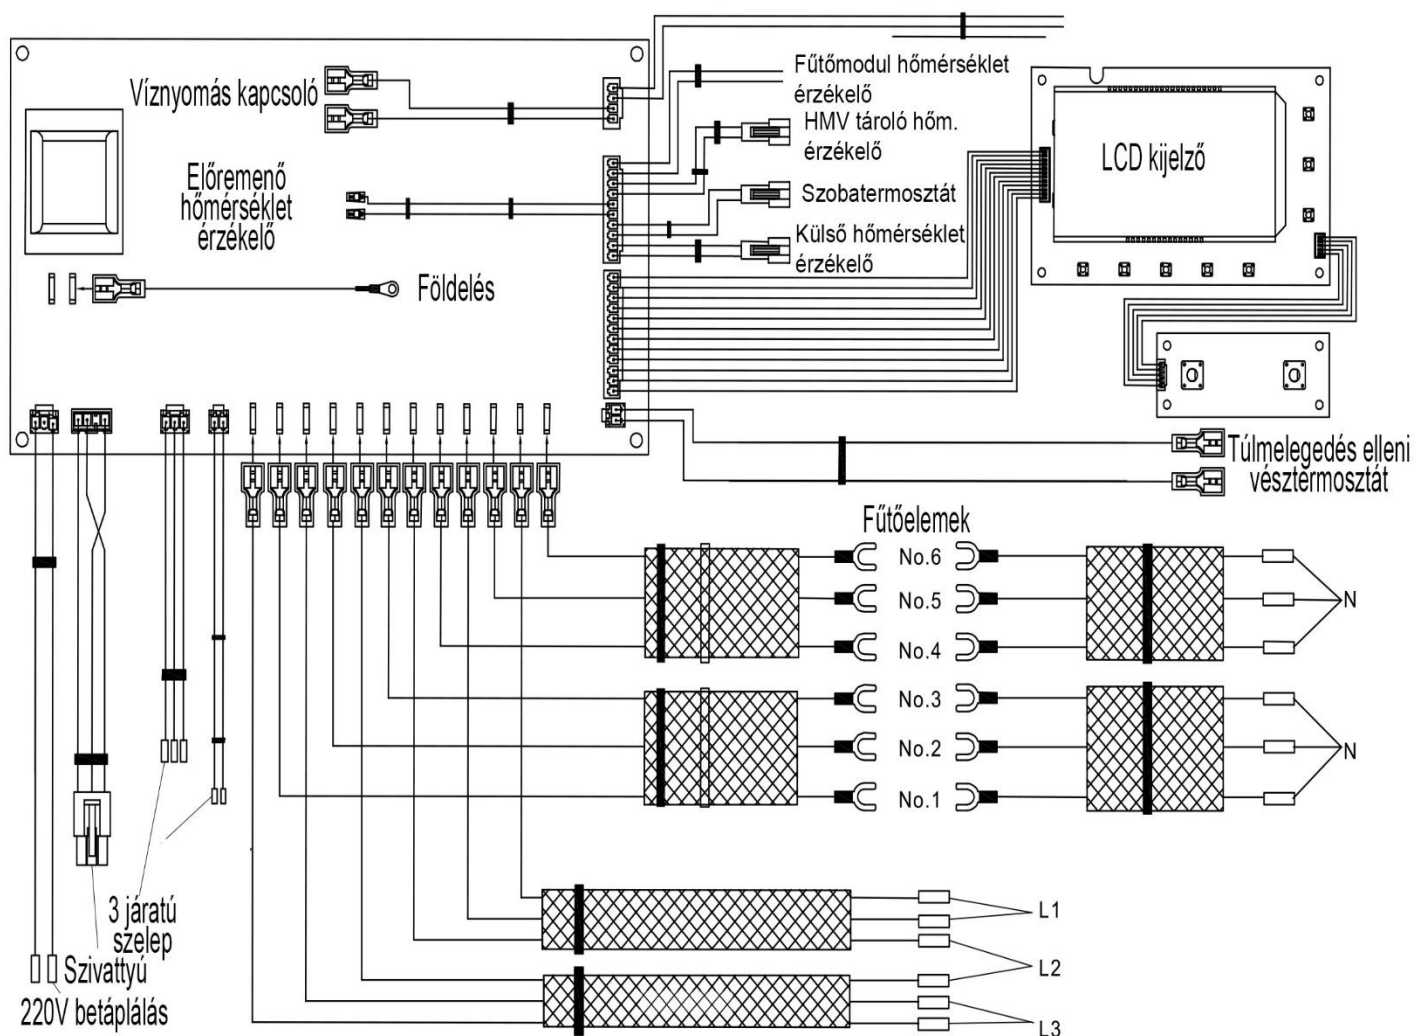 Víznyomás kapcsoló
Fűtőmodul hőmérséklet
érzékelő
HMV tároló hőm.
érzékelő
LCD kijelző
Előremenő
hőmérséklet
érzékelő
Szobatermosztát
Külső hőmérséklet
érzékelő
Földelés
Túlmelegedés elleni
vésztermosztát
Fűtőelemek
No.6
No.5
N
No.4
No.3
No.2
N
No.1
3 járatú
szelep
L1
Szivattyú
L2
220V betáplálás
L3